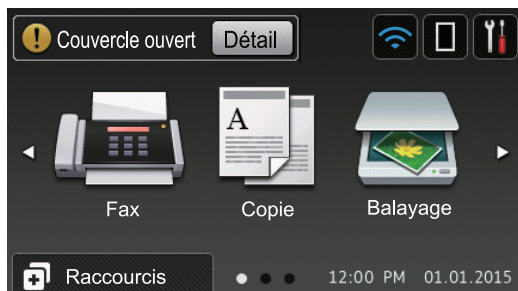 Couvercle ouvert Détail
A
Fax Copie Balayage
Raccourcis 12:00 PM 01.01.2015